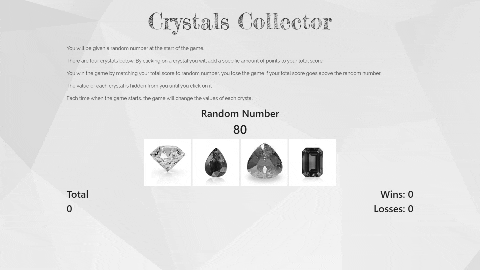 Crystals Collector
You will be given a random number at the start of the game.
There are four crystals below. By clicking on a crystal you will add a specific amount of points to your total score.
You win the game by matching your total score to random number, you lose the game if your total score goes above the random number.
The value of each crystal is hidden from you until you click on it.
Each time when the game starts, the game will change the values of each crystal.
Random Number
80
Total
0
Wins: 0
Losses: 0